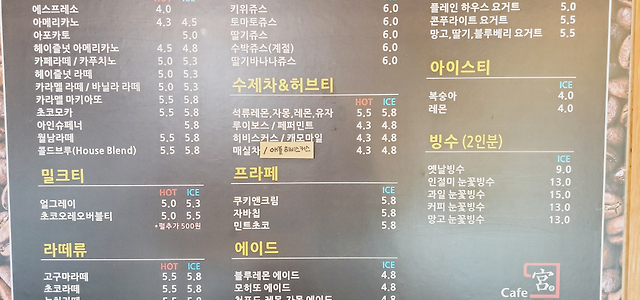 에스프레소 4.0
아메리카노 4.3 4.5
아포카토 5.0
헤이즐넛 아메리카노 4.5 4.8
카페라떼 / 카푸치노 5.0 5.3
헤이즐넛 라떼 5.0 5.3
카라멜 라떼 / 바닐라 라떼 5.0 5.3
카라멜 마키아또 5.5 5.8
초코모카 5.5 5.8
아인슈페너 5.8
월남라떼 5.5 5.8
콜드브루(House Blend) 5.5 5.8
밀크티
HOT ICE
얼그레이 5.0 5.3
초코오레오버블티 5.0 5.5
*펄추가 500원
라떼류
HOT ICE
고구마라떼 5.5 5.8
초코라떼 5.5 5.8
키위쥬스 6.0
토마토쥬스 6.0
딸기쥬스 6.0
수박쥬스(계절) 6.0
딸기바나나쥬스 6.0
수제차&허브티
HOT ICE
석류레몬,자몽,레몬,유자 5.5 5.8
루이보스 / 페퍼민트 4.3 4.8
히비스커스 / 캐모마일 4.3 4.8
매실차 / 애플히비스커스 4.3 4.8
프라페
ICE
쿠키앤크림 5.8
자바칩 5.8
민트초코 5.8
에이드
ICE
블루레몬 에이드 4.8
모히또 에이드 4.8
청포도,레몬,자몽 에이드 4.8
플레인 하우스 요거트 5.0
콘푸라이트 요거트 5.5
망고,딸기,블루베리 요거트 5.5
아이스티
ICE
복숭아 4.0
레몬 4.0
빙수 (2인분)
ICE
옛날빙수 9.0
인절미 눈꽃빙수 13.0
과일 눈꽃빙수 15.0
커피 눈꽃빙수 13.0
망고 눈꽃빙수 13.0
Cafe 宮